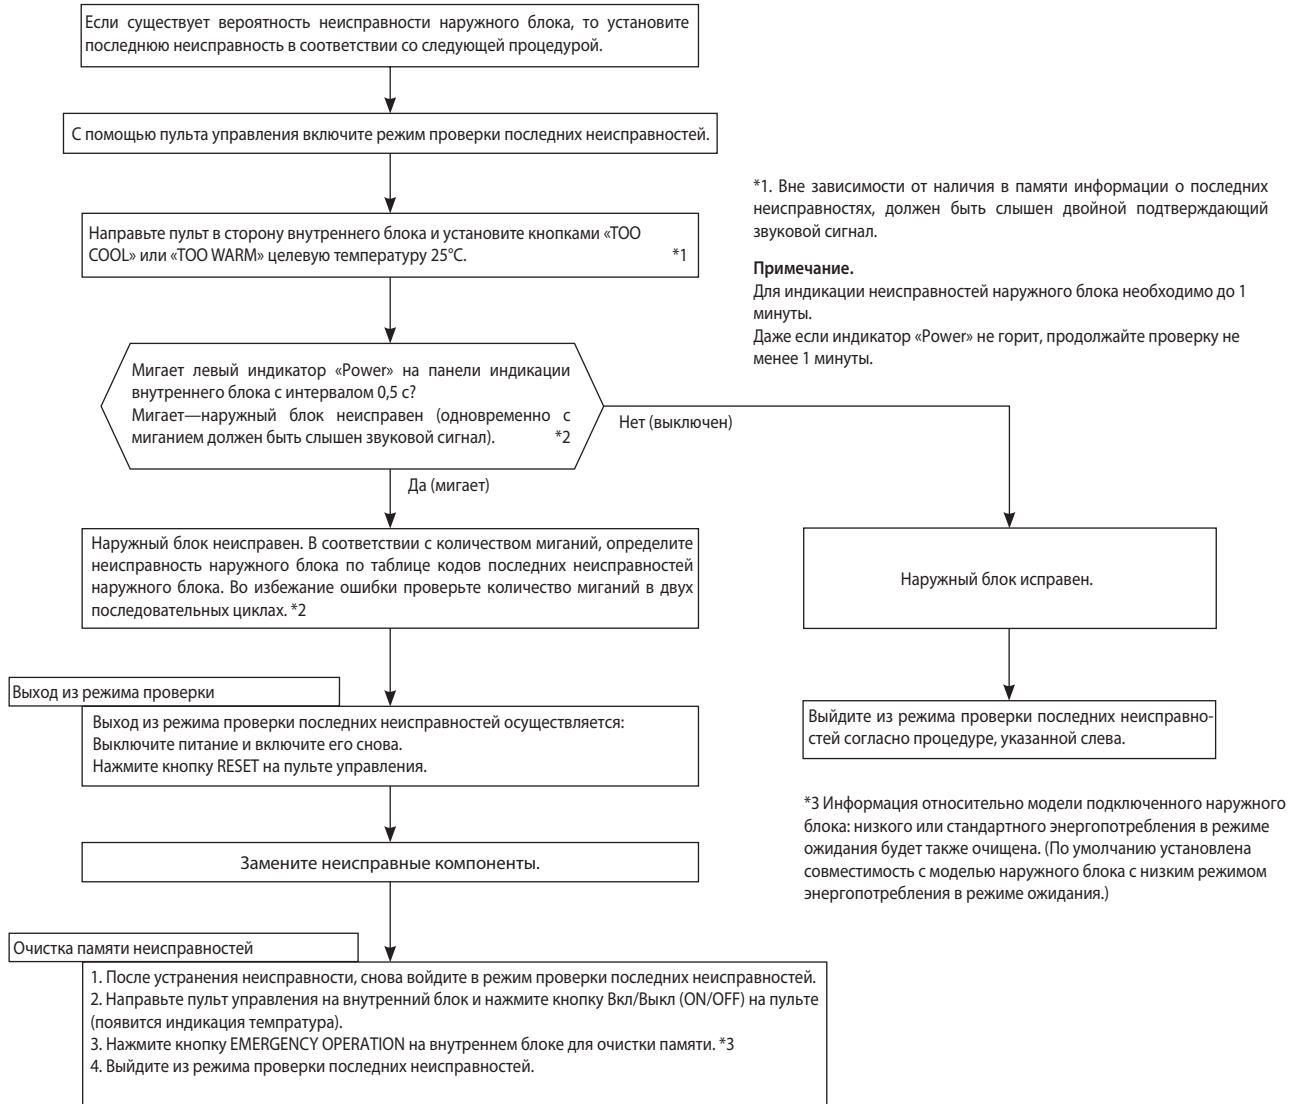 Если существует вероятность неисправности наружного блока, то установите
последнюю неисправность в соответствии со следующей процедурой.
С помощью пульта управления включите режим проверки последних неисправностей.
Направьте пульт в сторону внутреннего блока и установите кнопками «TOO
COOL» или «TOO WARM» целевую температуру 25°C. *1
*1. Вне зависимости от наличия в памяти информации о последних
неисправностях, должен быть слышен двойной подтверждающий
звуковой сигнал.
Примечание.
Для индикации неисправностей наружного блока необходимо до 1
минуты.
Даже если индикатор «Power» не горит, продолжайте проверку не
менее 1 минуты.
Мигает левый индикатор «Power» на панели индикации
внутреннего блока с интервалом 0,5 с?
Мигает—наружный блок неисправен (одновременно с
миганием должен быть слышен звуковой сигнал). *2
Нет (выключен)
Да (мигает)
Наружный блок неисправен. В соответствии с количеством миганий, определите
неисправность наружного блока по таблице кодов последних неисправностей
наружного блока. Во избежание ошибки проверьте количество миганий в двух
последовательных циклах. *2
Наружный блок исправен.
Выход из режима проверки
Выход из режима проверки последних неисправностей осуществляется:
Выключите питание и включите его снова.
Нажмите кнопку RESET на пульте управления.
Выйдите из режима проверки последних неисправно-
стей согласно процедуре, указанной слева.
*3 Информация относительно модели подключенного наружного
блока: низкого или стандартного энергопотребления в режиме
ожидания будет также очищена. (По умолчанию установлена
совместимость с моделью наружного блока с низким режимом
энергопотребления в режиме ожидания.)
Замените неисправные компоненты.
Очистка памяти неисправностей
1. После устранения неисправности, снова войдите в режим проверки последних неисправностей.
2. Направьте пульт управления на внутренний блок и нажмите кнопку Вкл/Выкл (ON/OFF) на пульте
(появится индикация темпратура).
3. Нажмите кнопку EMERGENCY OPERATION на внутреннем блоке для очистки памяти. *3
4. Выйдите из режима проверки последних неисправностей.